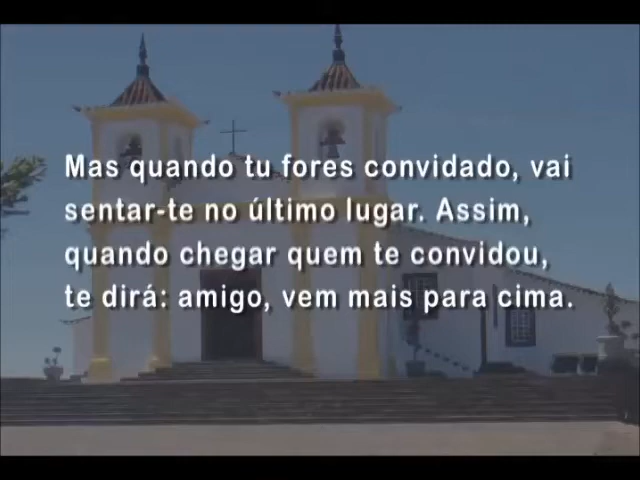 Mas quando tu fores convidado, vai
sentar-te no último lugar. Assim,
quando chegar quem te convidou,
te dirá: amigo, vem mais para cima.